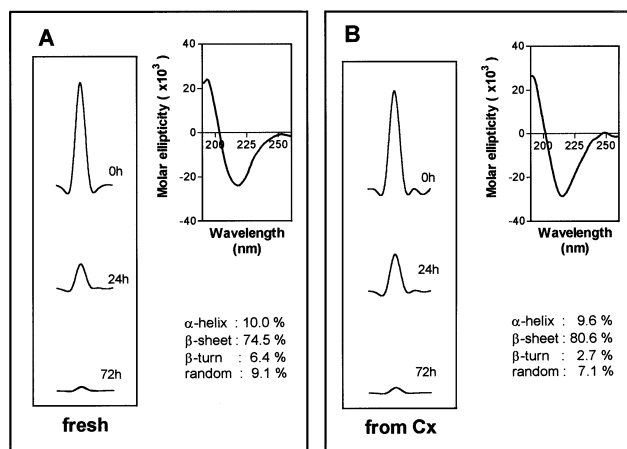 A
0h
24h
72h
fresh
Molar ellipticity ( x10³ )
40
20
0
-20
-40
200
225
250
Wavelength
(nm)
α-helix : 10.0 %
β-sheet : 74.5 %
β-turn : 6.4 %
random : 9.1 %
B
0h
24h
72h
from Cx
Molar ellipticity ( x10³ )
40
20
0
-20
-40
200
225
250
Wavelength
(nm)
α-helix : 9.6 %
β-sheet : 80.6 %
β-turn : 2.7 %
random : 7.1 %